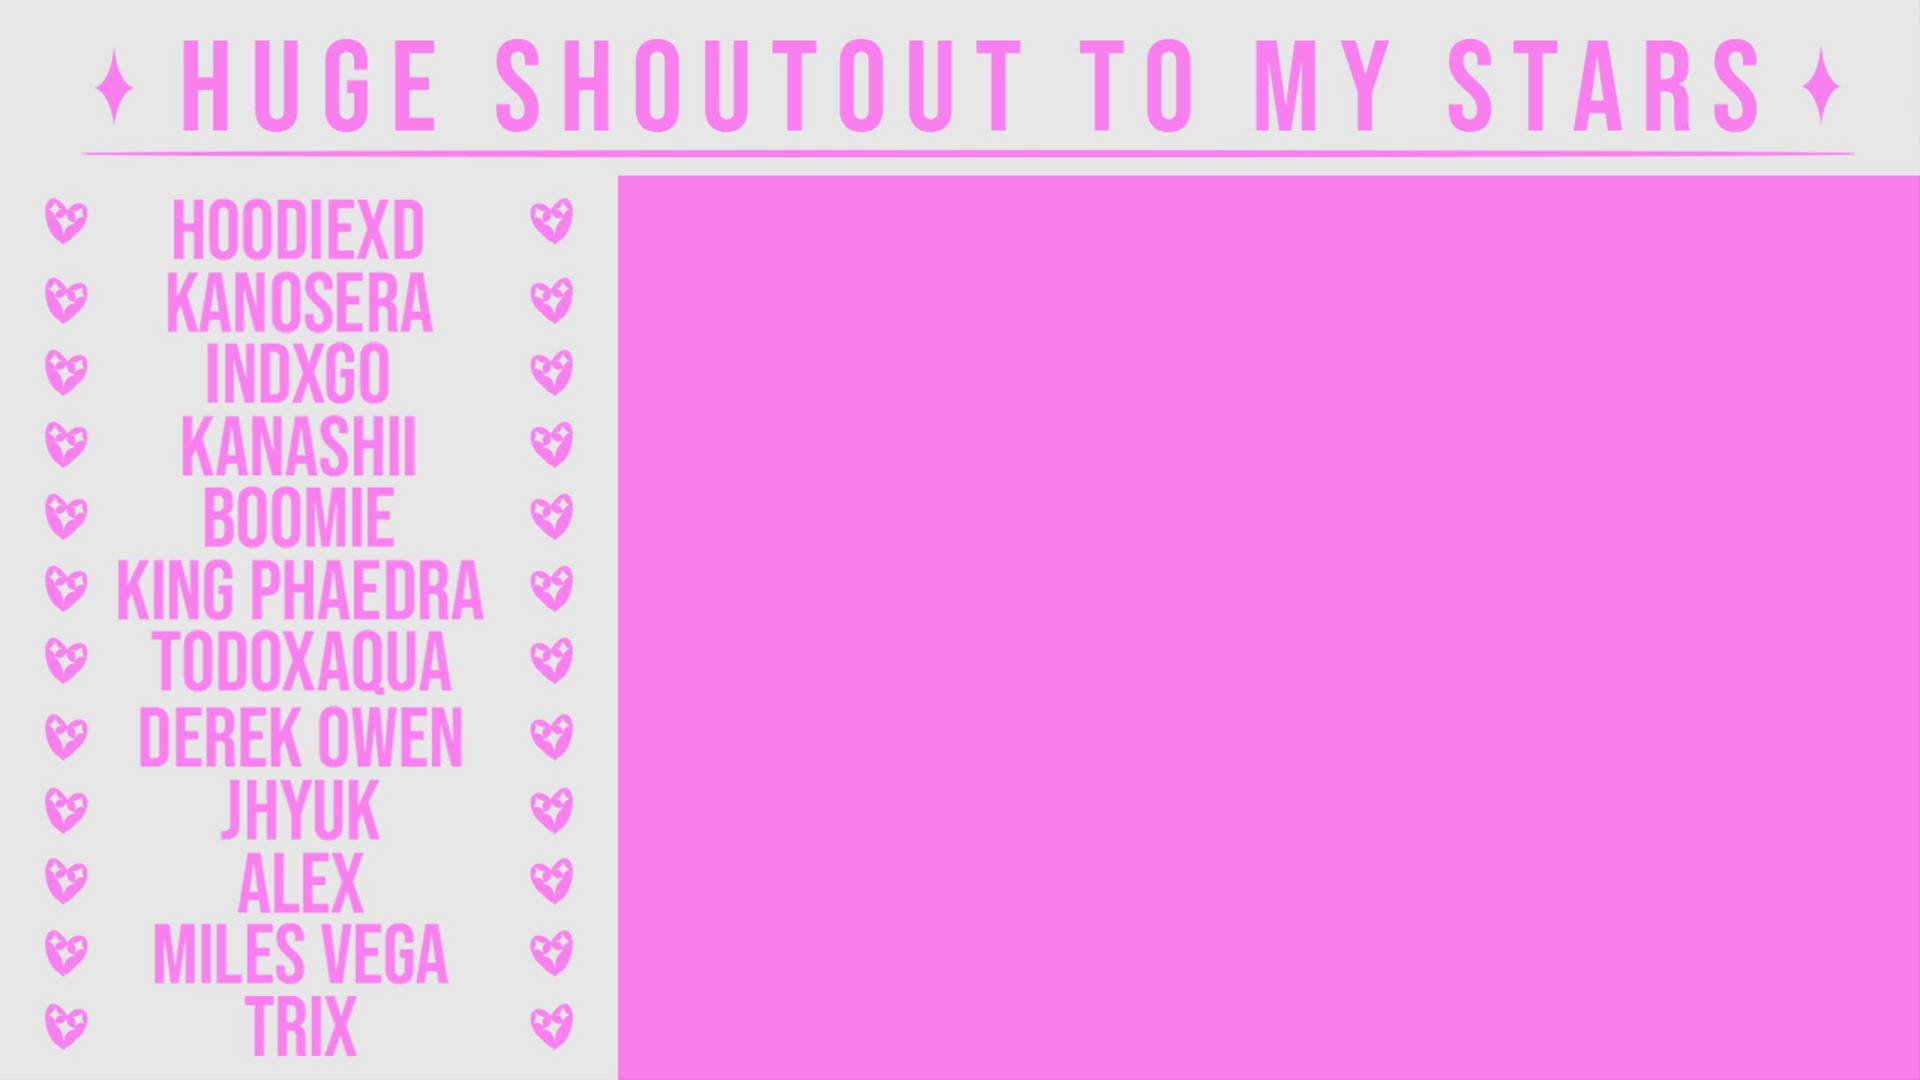 HUGE SHOUTOUT TO MY STARS
HOODIEXD
KANOSERA
INDXGO
KANASHII
BOOMIE
KING PHAEDRA
TODOXAQUA
DEREK OWEN
JHYUK
ALEX
MILES VEGA
TRIX